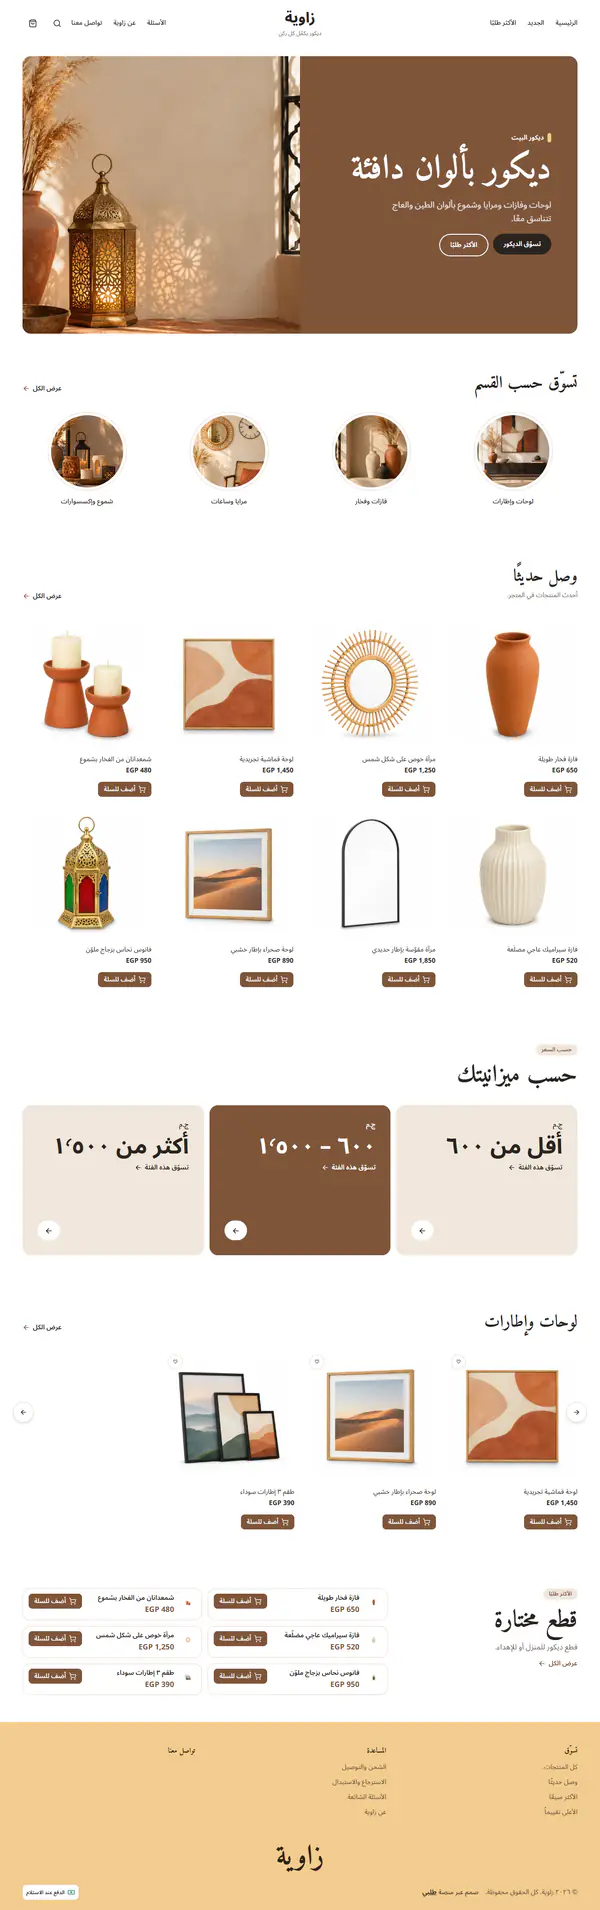 الرئيسية
الجديد
الأكثر طلبًا
زاوية
ديكور يكمّل كل ركن
الأسئلة
عن زاوية
تواصل معنا
ديكور البيت
ديكور بألوان دافئة
لوحات وفازات ومرايا وشموع بألوان الطين والعاج
تتناسق معًا.
تسوّق الديكور
الأكثر طلبًا
تسوّق حسب القسم
عرض الكل ←
لوحات وإطارات
فازات وفخار
مرايا وساعات
شموع وإكسسوارات
وصل حديثًا
أحدث المنتجات في المتجر.
عرض الكل ←
فازة فخار طويلة
EGP 650
أضف للسلة
مرآة خوص على شكل شمس
EGP 1,250
أضف للسلة
لوحة قماشية تجريدية
EGP 1,450
أضف للسلة
شمعدانان من الفخار بشموع
EGP 480
أضف للسلة
فازة سيراميك عاجي مضلّعة
EGP 520
أضف للسلة
مرآة مقوّسة بإطار حديدي
EGP 1,850
أضف للسلة
لوحة صحراء بإطار خشبي
EGP 890
أضف للسلة
فانوس نحاس بزجاج ملوّن
EGP 950
أضف للسلة
حسب السعر
حسب ميزانيتك
ج.م
أقل من ٦٠٠
تسوّق هذه الفئة ←
ج.م
٦٠٠ – ١٬٥٠٠
تسوّق هذه الفئة ←
ج.م
أكثر من ١٬٥٠٠
تسوّق هذه الفئة ←
لوحات وإطارات
عرض الكل ←
لوحة قماشية تجريدية
EGP 1,450
أضف للسلة
لوحة صحراء بإطار خشبي
EGP 890
أضف للسلة
طقم ٣ إطارات سوداء
EGP 390
أضف للسلة
الأكثر طلبًا
قطع مختارة
قطع ديكور للمنزل أو للإهداء.
عرض الكل ←
فازة فخار طويلة
EGP 650
أضف للسلة
شمعدانان من الفخار بشموع
EGP 480
أضف للسلة
فازة سيراميك عاجي مضلّعة
EGP 520
أضف للسلة
مرآة خوص على شكل شمس
EGP 1,250
أضف للسلة
فانوس نحاس بزجاج ملوّن
EGP 950
أضف للسلة
طقم ٣ إطارات سوداء
EGP 390
أضف للسلة
تسوّق
كل المنتجات
وصل حديثًا
الأكثر مبيعًا
الأعلى تقييماً
المساعدة
الشحن والتوصيل
الاسترجاع والاستبدال
الأسئلة الشائعة
عن زاوية
تواصل معنا
زاوية
© ٢٠٢٦ زاوية. كل الحقوق محفوظة.
صمم عبر منصة طلبي
الدفع عند الاستلام